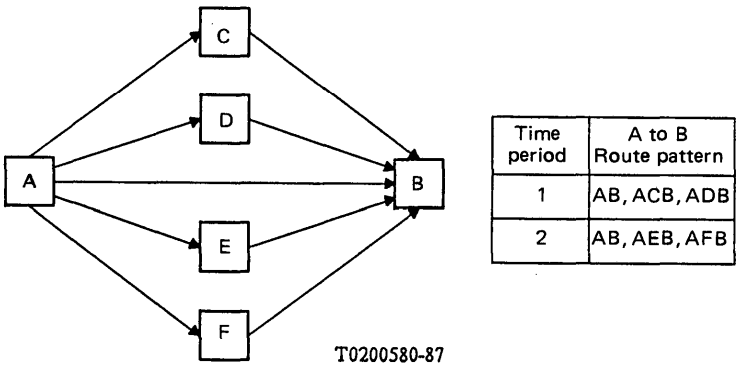 C
D
A
B
E
F
T0200580-87
Time period
A to B Route pattern
1
AB, ACB, ADB
2
AB, AEB, AFB